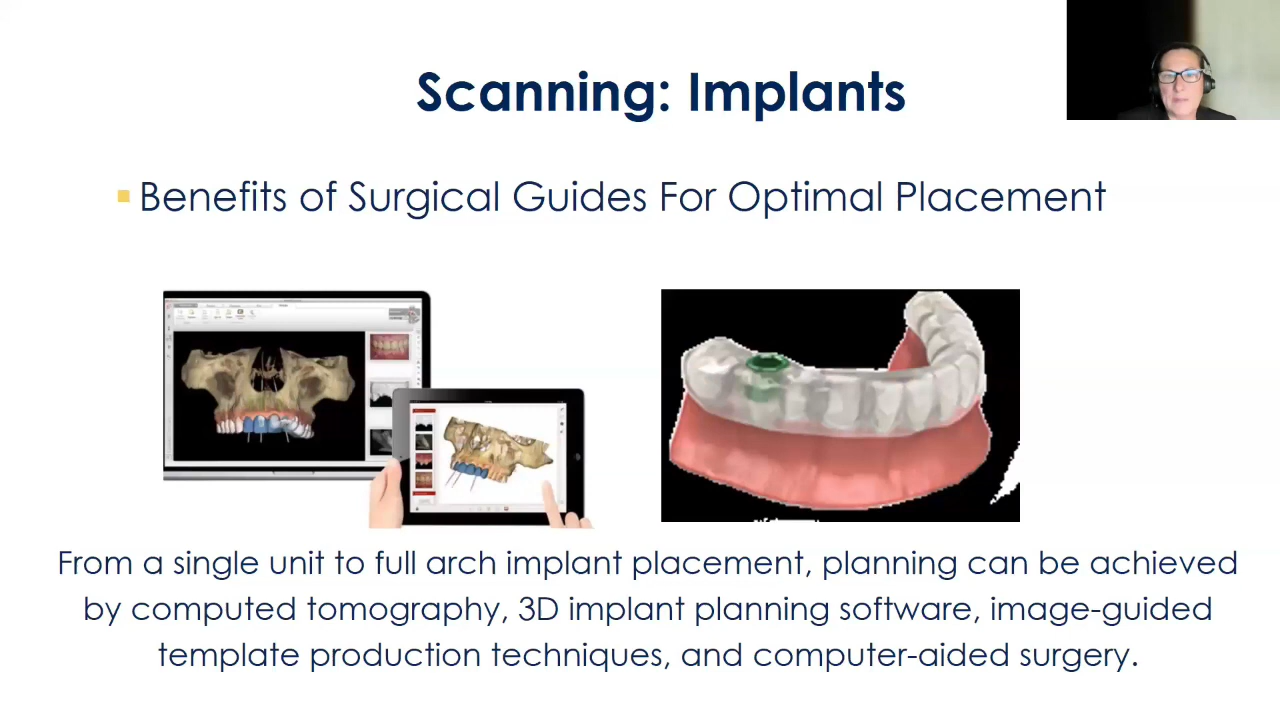 Scanning: Implants
Benefits of Surgical Guides For Optimal Placement
From a single unit to full arch implant placement, planning can be achieved
by computed tomography, 3D implant planning software, image-guided
template production techniques, and computer-aided surgery.